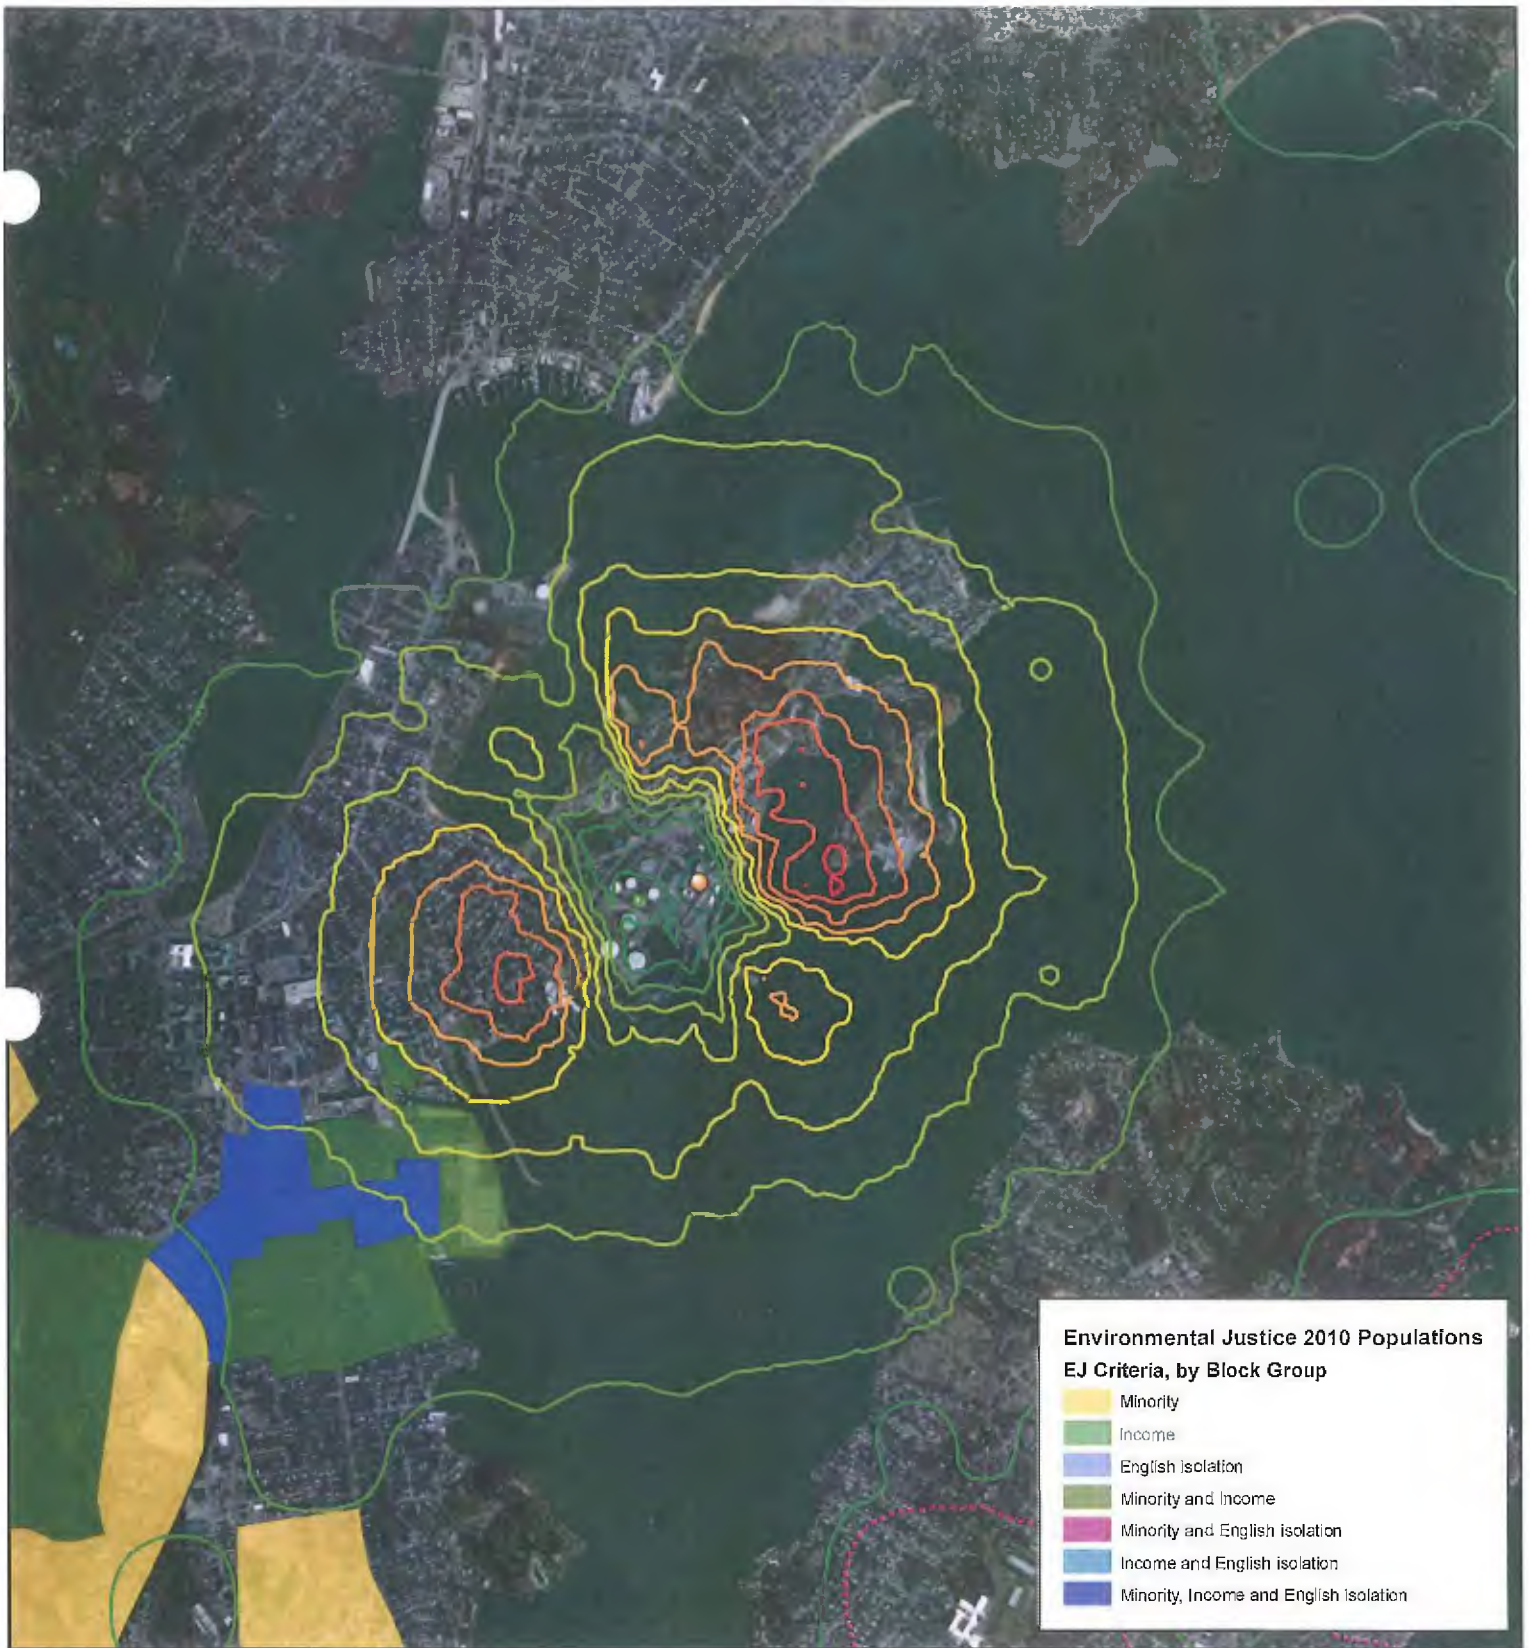 Environmental Justice 2010 Populations
EJ Criteria, by Block Group
Minority
Income
English isolation
Minority and Income
Minority and English isolation
Income and English isolation
Minority, Income and English isolation